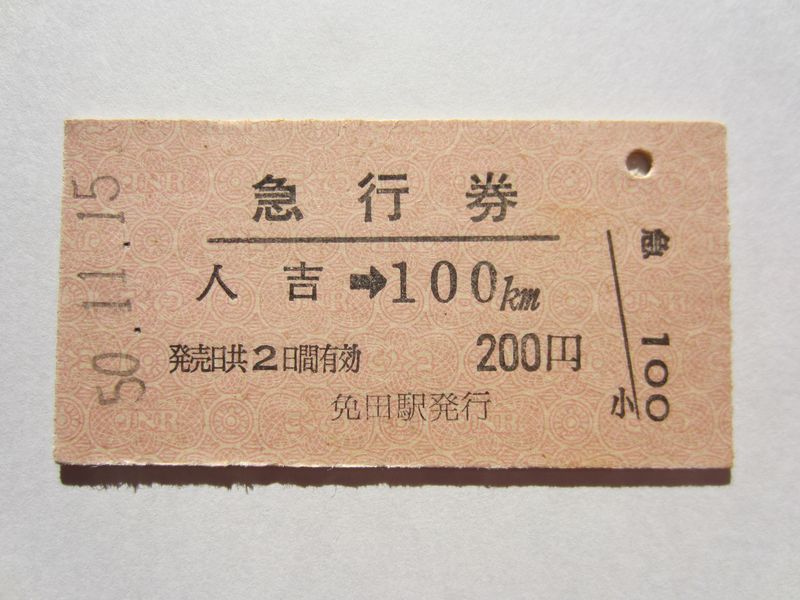 急行券
人吉➡100km
発売日共2日間有効 200円
免田駅発行
50.11.15
急 100
小